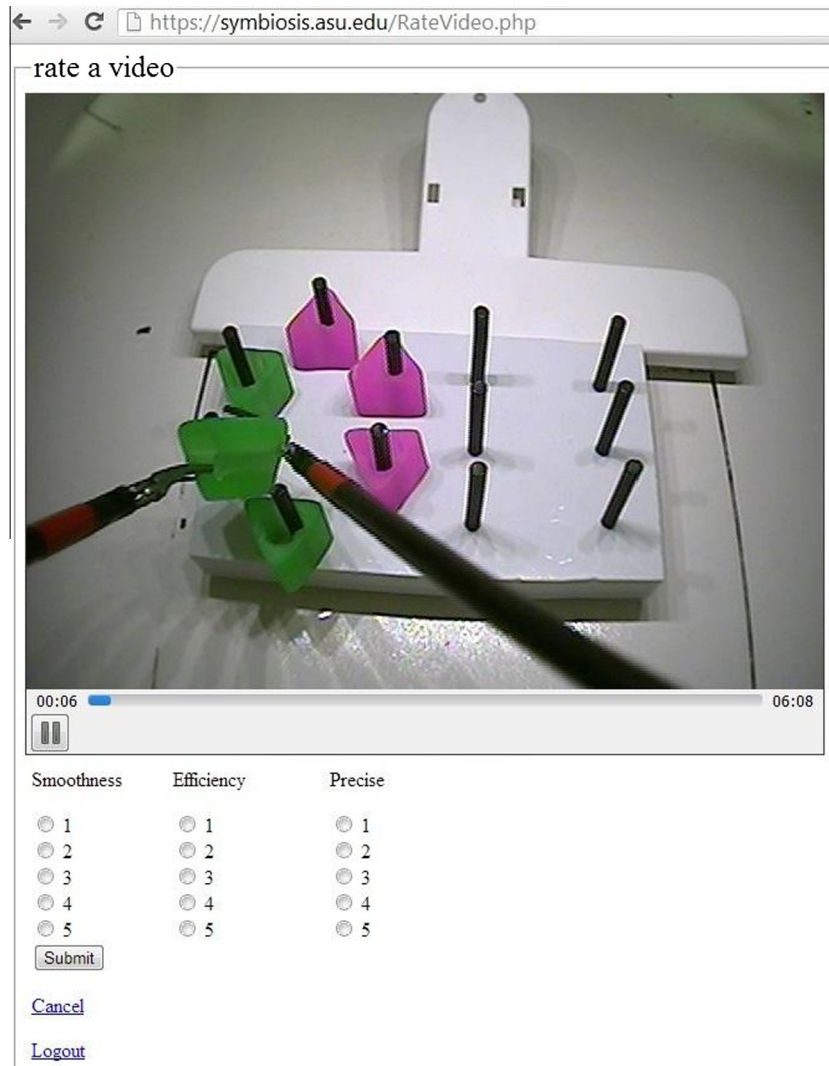 https://symbiosis.asu.edu/RateVideo.php
rate a video
00:06 06:08
Smoothness Efficiency Precise
1 1 1
2 2 2
3 3 3
4 4 4
5 5 5
Submit
Cancel
Logout